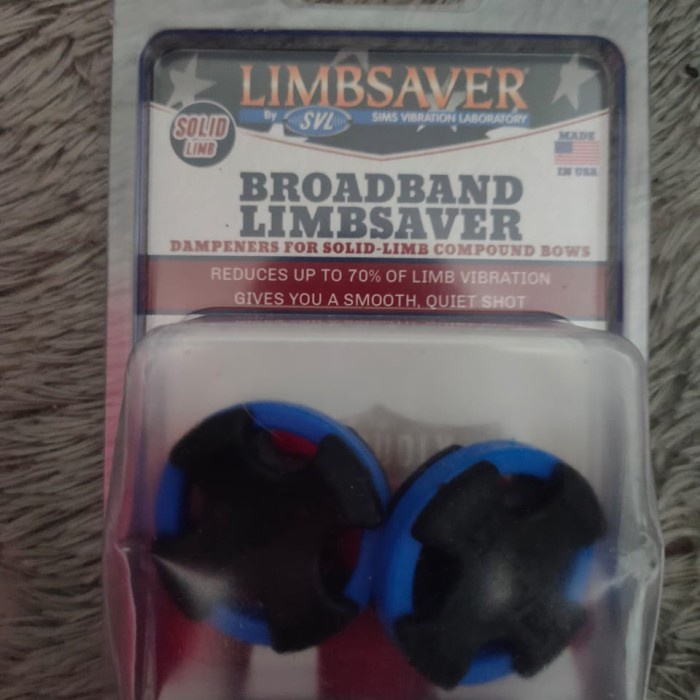 LIMBSAVER
By SVL SIMS VIBRATION LABORATORY
SOLID
LIMB
MADE
IN USA
BROADBAND
LIMBSAVER
DAMPENERS FOR SOLID-LIMB COMPOUND BOWS
REDUCES UP TO 70% OF LIMB VIBRATION
GIVES YOU A SMOOTH, QUIET SHOT